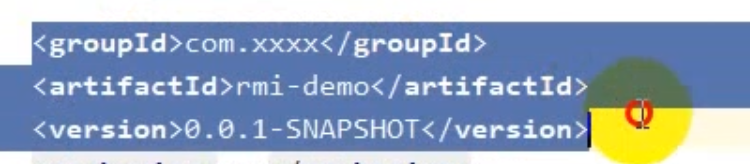 <groupId>com.xxxx</groupId>
<artifactId>rmi-demo</artifactId>
<version>0.0.1-SNAPSHOT</version>